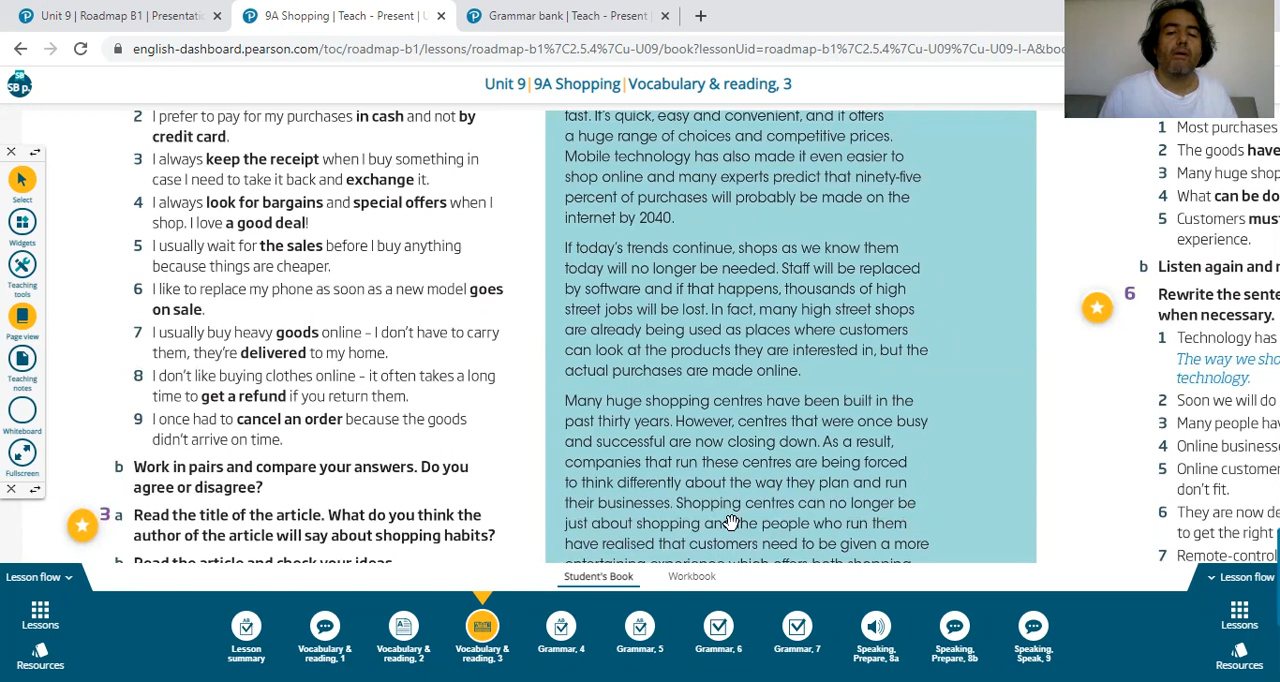 Unit 9 | Roadmap B1 | Presentati
9A Shopping | Teach - Present | U
Grammar bank | Teach - Present
english-dashboard.pearson.com/toc/roadmap-b1/lessons/roadmap-b1%7C2.5.4%7Cu-U09/book?lessonUid=roadmap-b1%7C2.5.4%7Cu-U09%7Cu-U09-I-A&boo
SB
SB p.
Unit 9 | 9A Shopping | Vocabulary & reading, 3
Select
Widgets
Teaching
tools
Page view
Teaching
notes
Whiteboard
Fullscreen
2 I prefer to pay for my purchases in cash and not by
credit card.
3 I always keep the receipt when I buy something in
case I need to take it back and exchange it.
4 I always look for bargains and special offers when I
shop. I love a good deal!
5 I usually wait for the sales before I buy anything
because things are cheaper.
6 I like to replace my phone as soon as a new model goes
on sale.
7 I usually buy heavy goods online – I don't have to carry
them, they're delivered to my home.
8 I don't like buying clothes online – it often takes a long
time to get a refund if you return them.
9 I once had to cancel an order because the goods
didn't arrive on time.
b Work in pairs and compare your answers. Do you
agree or disagree?
3 a Read the title of the article. What do you think the
author of the article will say about shopping habits?
b Read the article and check your ideas.
fast. It's quick, easy and convenient, and it offers
a huge range of choices and competitive prices.
Mobile technology has also made it even easier to
shop online and many experts predict that ninety-five
percent of purchases will probably be made on the
internet by 2040.
If today's trends continue, shops as we know them
today will no longer be needed. Staff will be replaced
by software and if that happens, thousands of high
street jobs will be lost. In fact, many high street shops
are already being used as places where customers
can look at the products they are interested in, but the
actual purchases are made online.
Many huge shopping centres have been built in the
past thirty years. However, centres that were once busy
and successful are now closing down. As a result,
companies that run these centres are being forced
to think differently about the way they plan and run
their businesses. Shopping centres can no longer be
just about shopping and the people who run them
have realised that customers need to be given a more
entertaining experience which offers both shopping
1 Most purchases
2 The goods have
3 Many huge shop
4 What can be do
5 Customers must
experience.
b Listen again and r
6 Rewrite the sente
when necessary.
1 Technology has
The way we sho
technology.
2 Soon we will do
3 Many people hav
4 Online business
5 Online customer
don't fit.
6 They are now de
to get the right
7 Remote-control
Lesson flow
Student's Book
Workbook
Lesson flow
Lessons
Resources
Lesson
summary
Vocabulary &
reading, 1
Vocabulary &
reading, 2
Vocabulary &
reading, 3
Grammar, 4
Grammar, 5
Grammar, 6
Grammar, 7
Speaking,
Prepare, 8a
Speaking,
Prepare, 8b
Speaking,
Speak, 9
Lessons
Resources